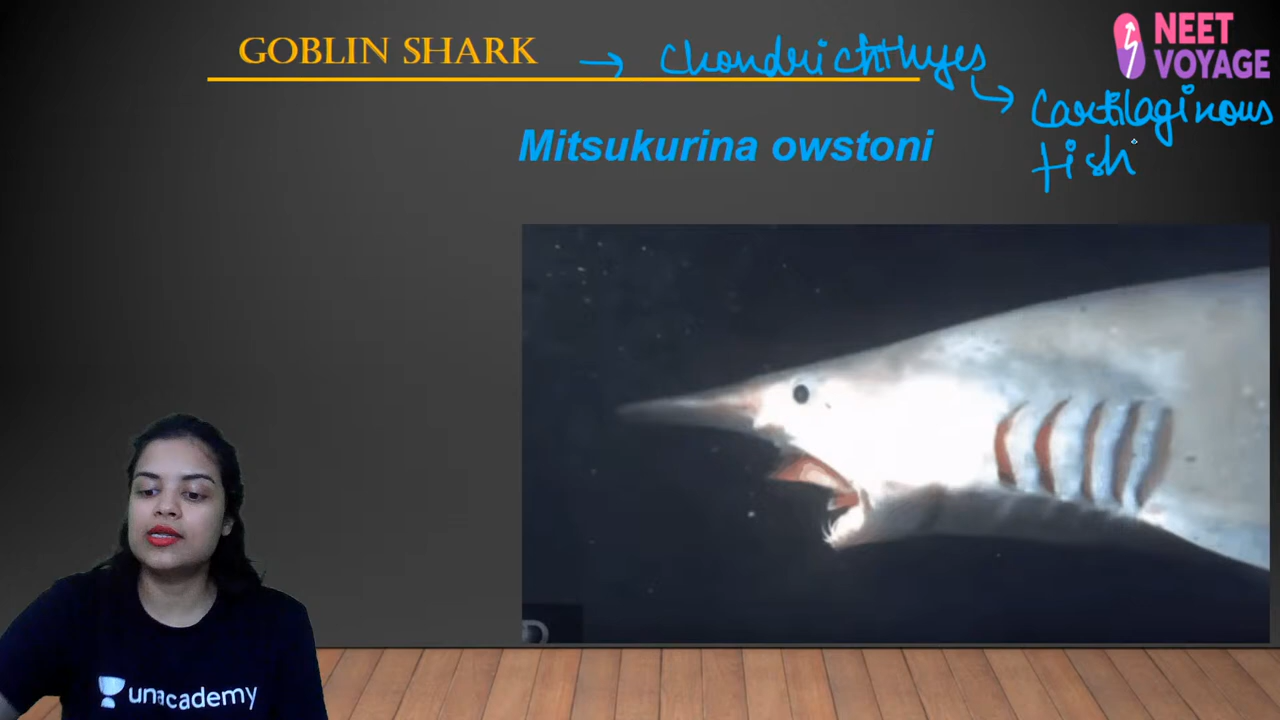 GOBLIN SHARK → Chondrichthyes
↳ Cartilaginous
fish
Mitsukurina owstoni
NEET
VOYAGE
unacademy
D